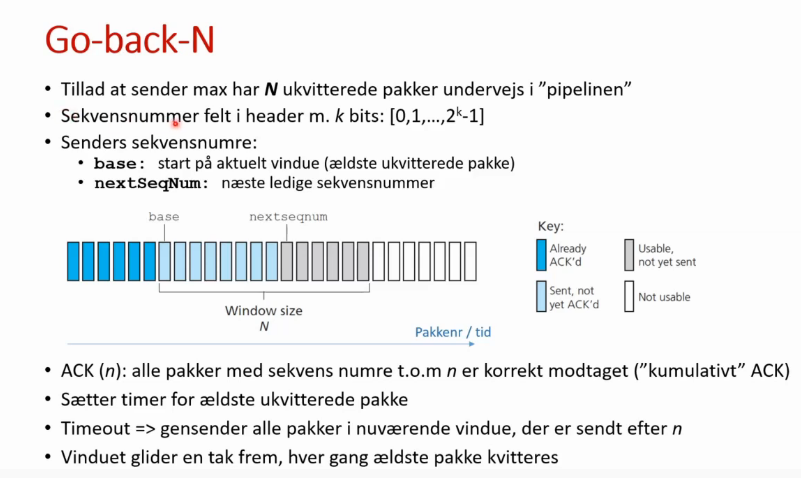 Go-back-N
• Tillad at sender max har N ukvitterede pakker undervejs i ”pipelinen”
• Sekvensnummer felt i header m. k bits: [0,1,...,2ᵏ-1]
• Senders sekvensnumre:
• base: start på aktuelt vindue (ældste ukvitterede pakke)
• nextSeqNum: næste ledige sekvensnummer
base
nextseqnum
Window size
N
Pakkenr / tid
Key:
Already
ACK’d
Usable,
not yet sent
Sent, not
yet ACK’d
Not usable
• ACK (n): alle pakker med sekvens numre t.o.m n er korrekt modtaget (”kumulativt” ACK)
• Sætter timer for ældste ukvitterede pakke
• Timeout => gensender alle pakker i nuværende vindue, der er sendt efter n
• Vinduet glider en tak frem, hver gang ældste pakke kvitteres